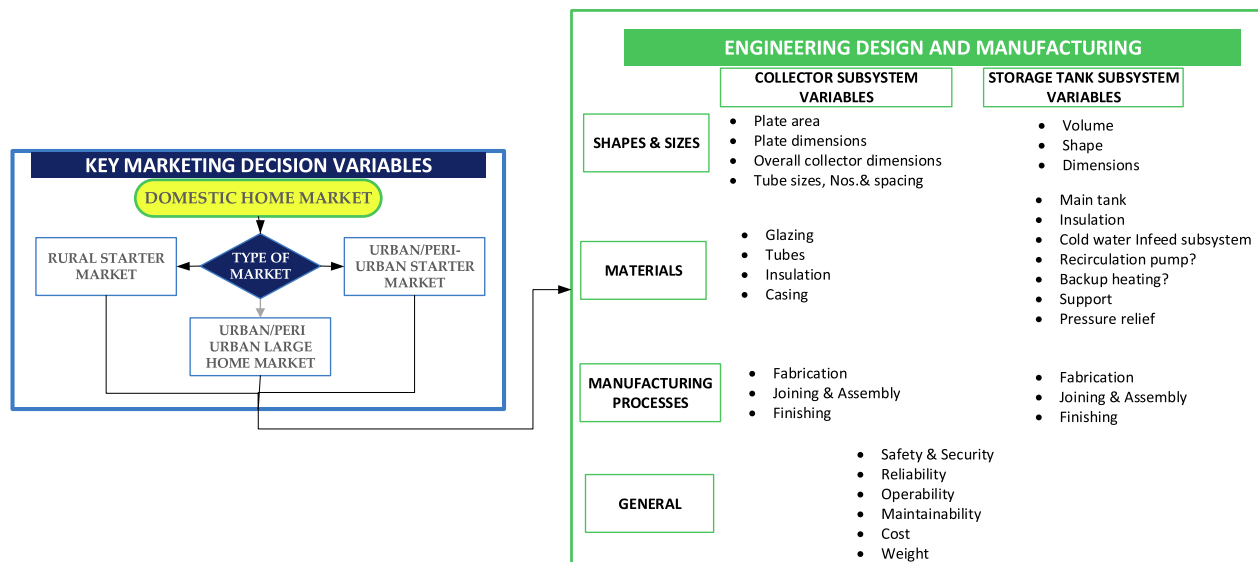 KEY MARKETING DECISION VARIABLES
DOMESTIC HOME MARKET
TYPE OF
MARKET
RURAL STARTER
MARKET
URBAN/PERI-
URBAN STARTER
MARKET
URBAN/PERI
URBAN LARGE
HOME MARKET
ENGINEERING DESIGN AND MANUFACTURING
COLLECTOR SUBSYSTEM
VARIABLES
STORAGE TANK SUBSYSTEM
VARIABLES
SHAPES & SIZES
• Plate area
• Plate dimensions
• Overall collector dimensions
• Tube sizes, Nos.& spacing
• Volume
• Shape
• Dimensions
MATERIALS
• Glazing
• Tubes
• Insulation
• Casing
• Main tank
• Insulation
• Cold water Infeed subsystem
• Recirculation pump?
• Backup heating?
• Support
• Pressure relief
MANUFACTURING
PROCESSES
• Fabrication
• Joining & Assembly
• Finishing
• Fabrication
• Joining & Assembly
• Finishing
GENERAL
• Safety & Security
• Reliability
• Operability
• Maintainability
• Cost
• Weight